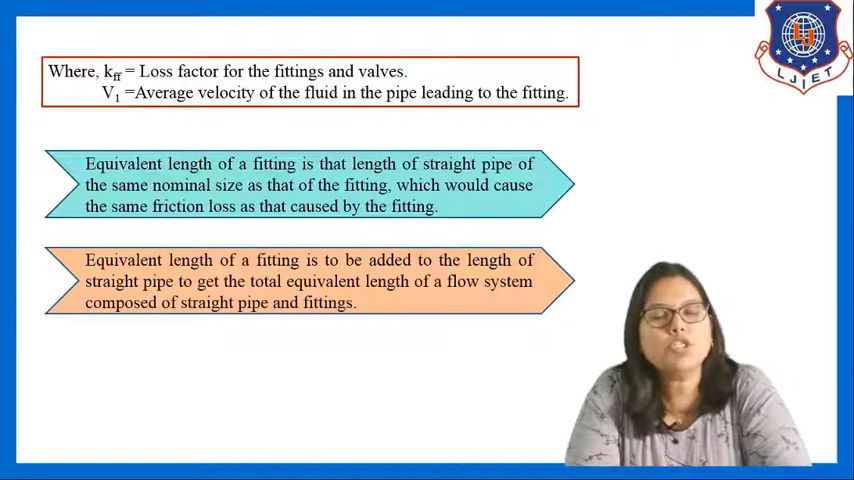 Where, kff = Loss factor for the fittings and valves.
V1 =Average velocity of the fluid in the pipe leading to the fitting.
Equivalent length of a fitting is that length of straight pipe of
the same nominal size as that of the fitting, which would cause
the same friction loss as that caused by the fitting.
Equivalent length of a fitting is to be added to the length of
straight pipe to get the total equivalent length of a flow system
composed of straight pipe and fittings.
LJ
LJIET